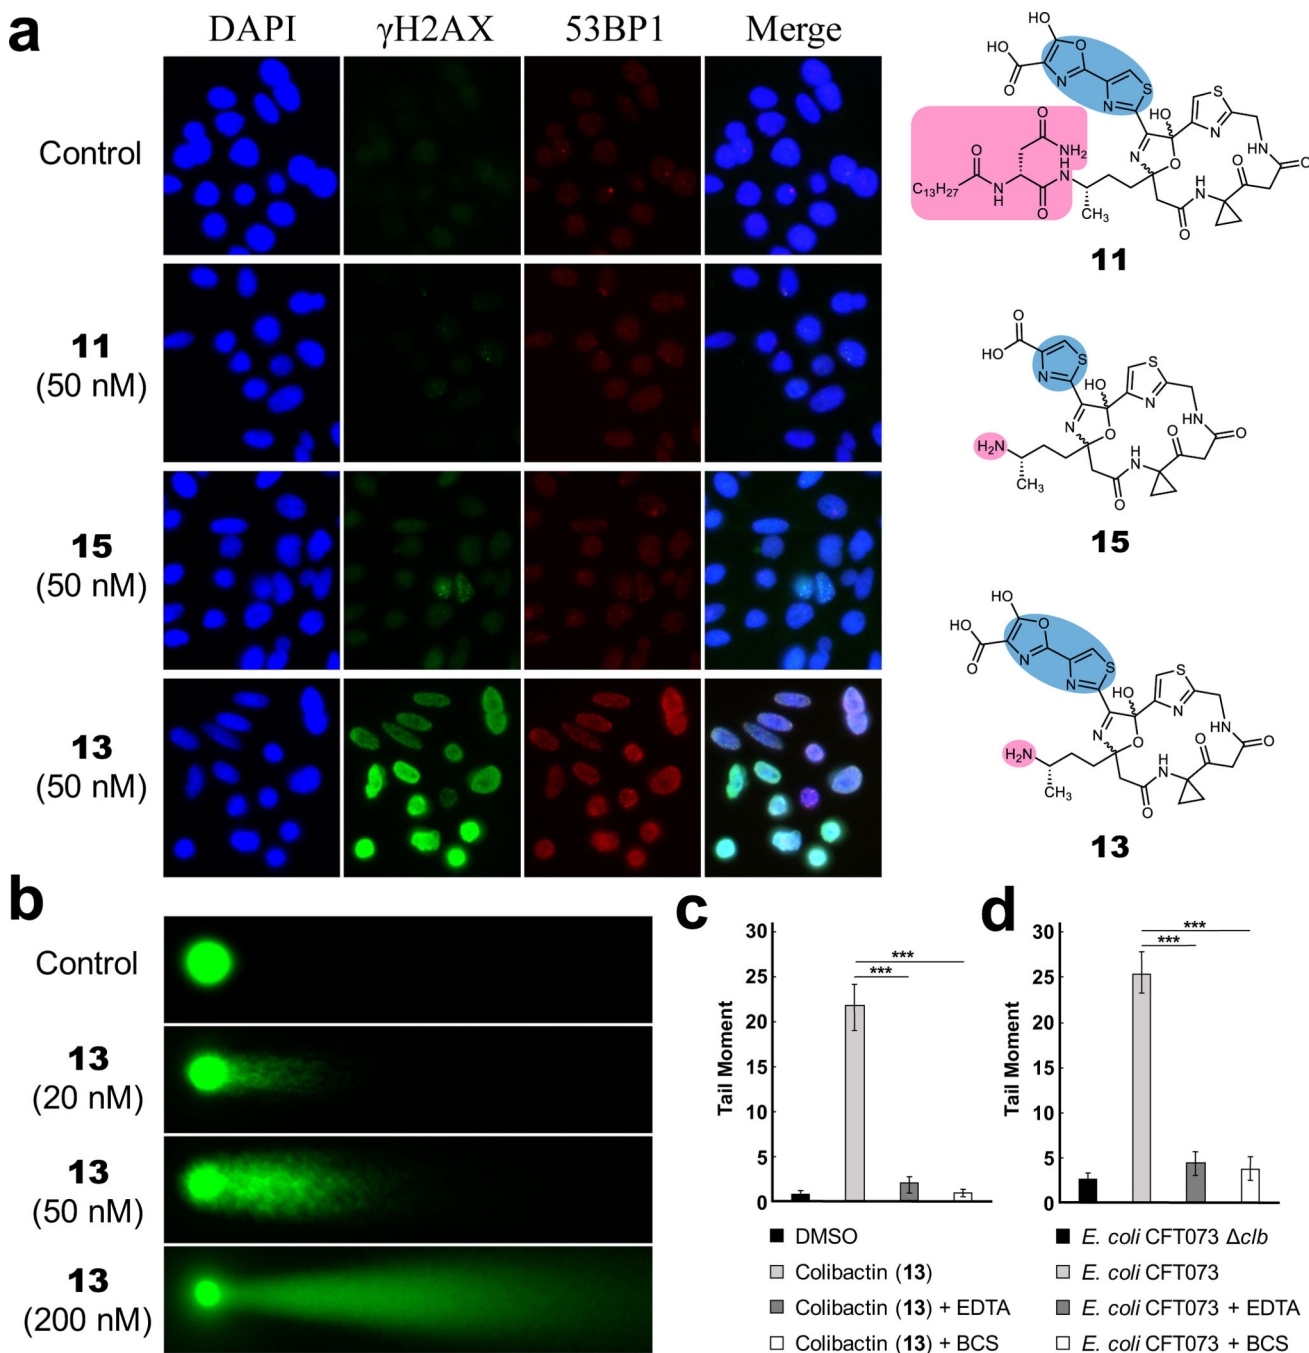 a
DAPI γH2AX 53BP1 Merge
Control
11
(50 nM)
15
(50 nM)
13
(50 nM)
HO
HO
O
O
N
N
S
HO
S
N
N
O
NH
O
O
O
NH2
O
C13H27
N
H
O
H
N
CH3
O
NH
11
O
HO
S
N
HO
S
N
N
O
NH
O
O
H2N
CH3
O
H
N
15
HO
HO
O
O
N
N
S
HO
S
N
N
O
NH
O
O
H2N
CH3
O
H
N
13
b
Control
13
(20 nM)
13
(50 nM)
13
(200 nM)
c
Tail Moment
30
25
20
15
10
5
0
***
***
DMSO
Colibactin (13)
Colibactin (13) + EDTA
Colibactin (13) + BCS
d
Tail Moment
30
25
20
15
10
5
0
***
***
E. coli CFT073 Δclb
E. coli CFT073
E. coli CFT073 + EDTA
E. coli CFT073 + BCS